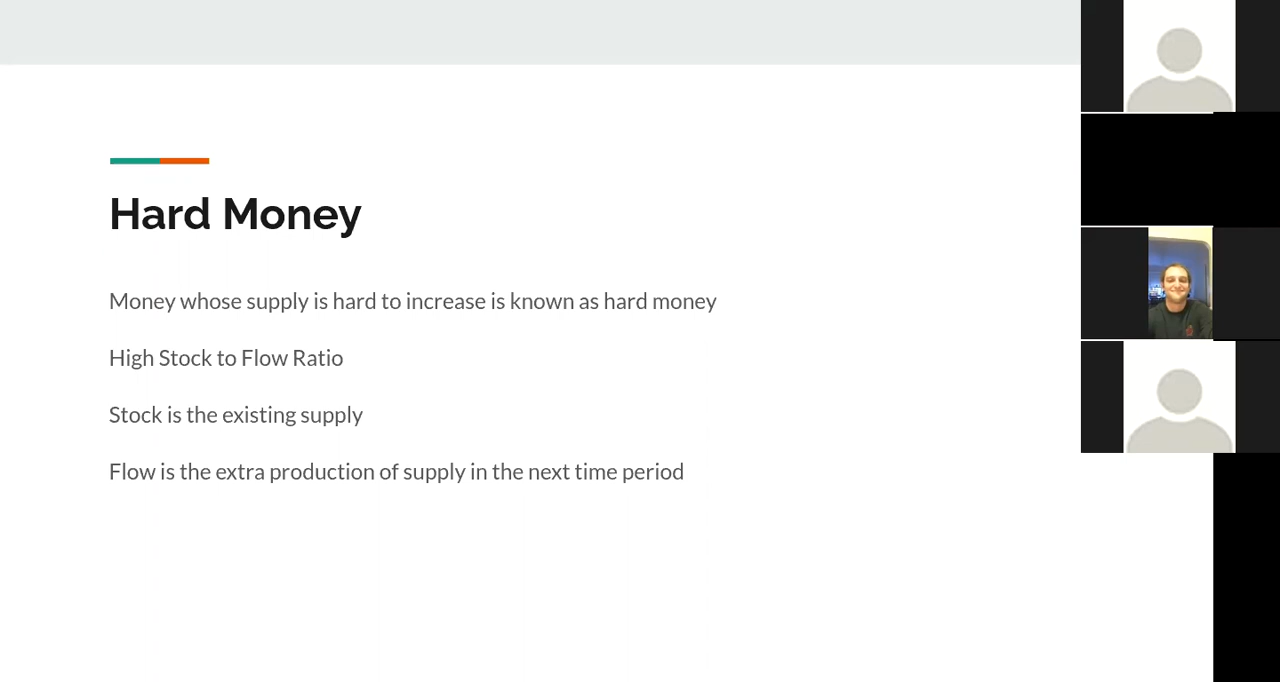 Hard Money
Money whose supply is hard to increase is known as hard money
High Stock to Flow Ratio
Stock is the existing supply
Flow is the extra production of supply in the next time period